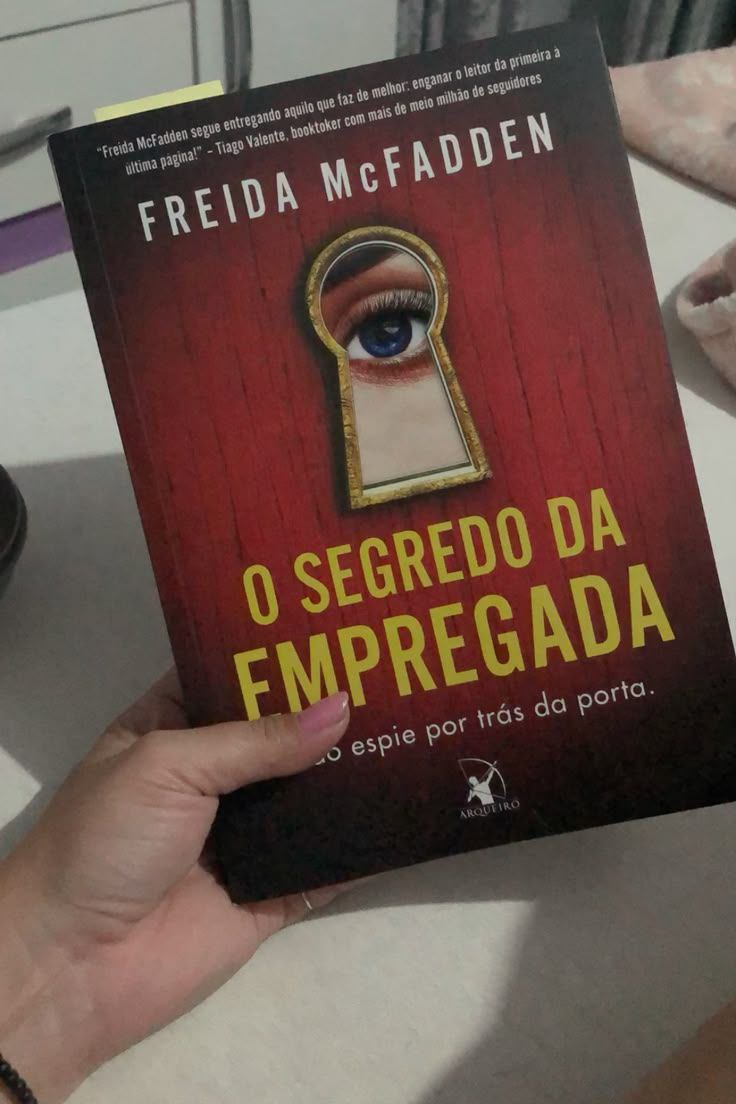 "Freida McFadden segue entregando aquilo que faz de melhor: enganar o leitor da primeira à
última página!" – Tiago Valente, booktoker com mais de meio milhão de seguidores
FREIDA McFADDEN
O SEGREDO DA
EMPREGADA
espie por trás da porta.
ARQUEIRO